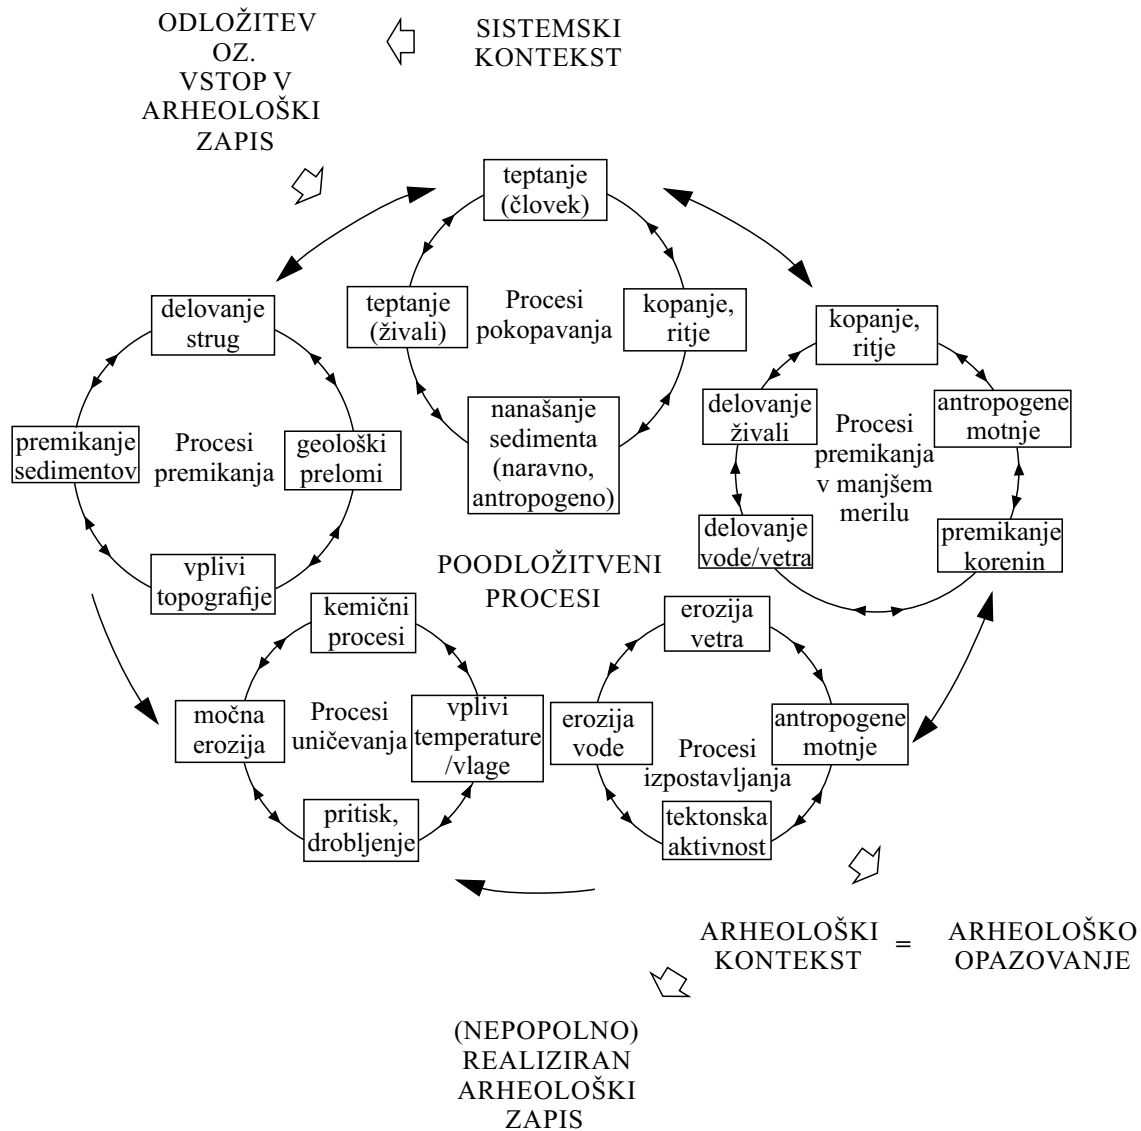 ODLOŽITEV
OZ.
VSTOP V
ARHEOLOŠKI
ZAPIS
SISTEMSKI
KONTEKST
teptanje
(človek)
teptanje
(živali)
Procesi
pokopavanja
kopanje,
ritje
nanašanje
sedimenta
(naravno,
antropogeno)
delovanje
strug
premikanje
sedimentov
Procesi
premikanja
geološki
prelomi
vplivi
topografije
kopanje,
ritje
delovanje
živali
Procesi
premikanja
v manjšem
merilu
antropogene
motnje
delovanje
vode/vetra
premikanje
korenin
POODLOŽITVENI
PROCESI
kemični
procesi
močna
erozija
Procesi
uničevanja
vplivi
temperature
/vlage
pritisk,
drobljenje
erozija
vetra
erozija
vode
Procesi
izpostavljanja
antropogene
motnje
tektonska
aktivnost
ARHEOLOŠKI
KONTEKST
=
ARHEOLOŠKO
OPAZOVANJE
(NEPOPOLNO)
REALIZIRAN
ARHEOLOŠKI
ZAPIS